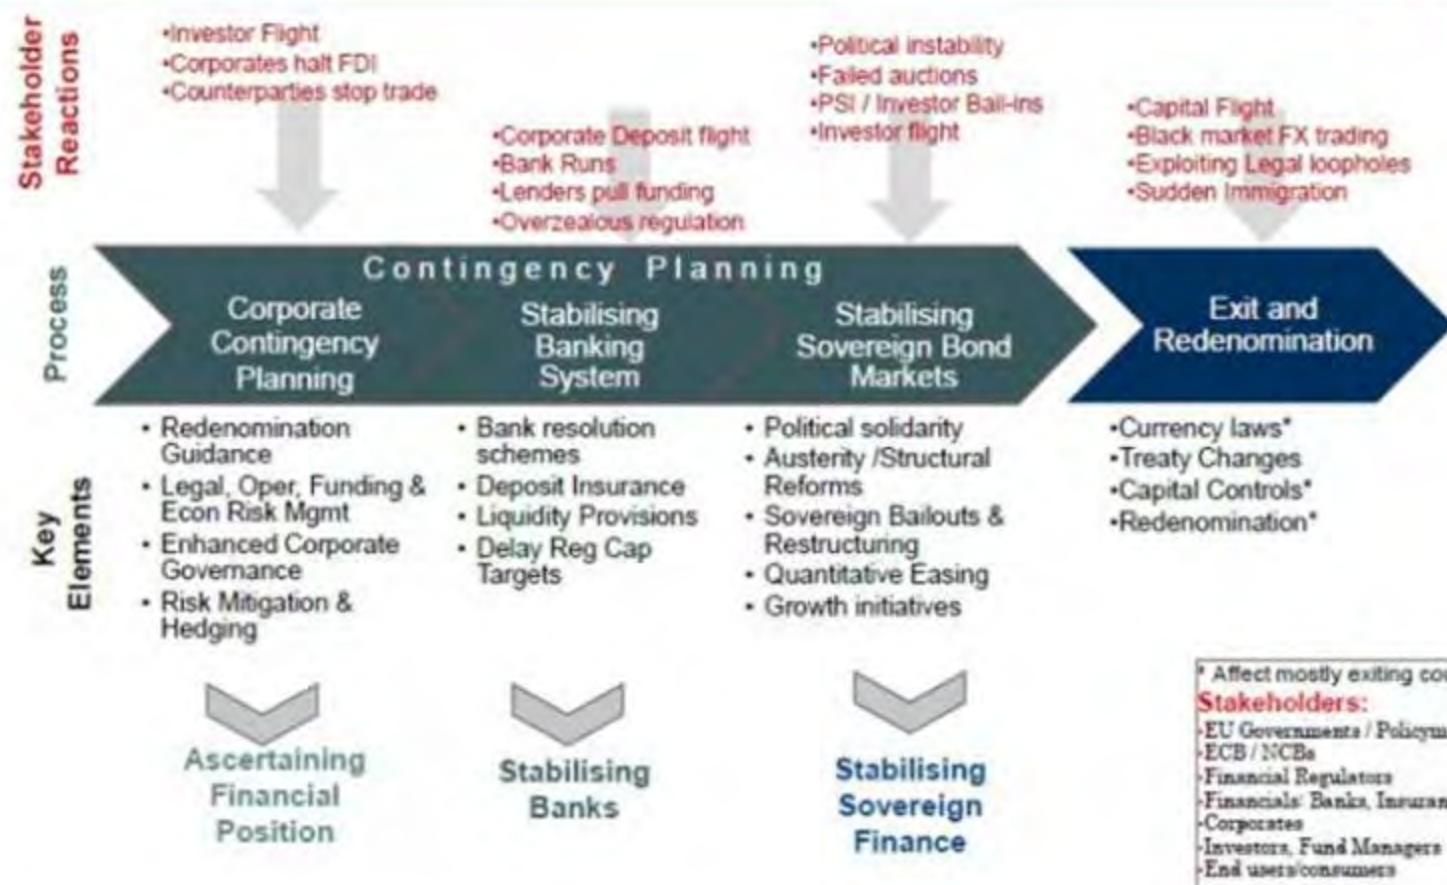 Stakeholder
Reactions
•Investor Flight
•Corporates halt FDI
•Counterparties stop trade
•Corporate Deposit flight
•Bank Runs
•Lenders pull funding
•Overzealous regulation
•Political instability
•Failed auctions
•PSI / Investor Bail-ins
•Investor flight
•Capital Flight
•Black market FX trading
•Exploiting Legal loopholes
•Sudden Immigration
Process
Contingency Planning
Corporate
Contingency
Planning
Stabilising
Banking
System
Stabilising
Sovereign Bond
Markets
Exit and
Redenomination
Key
Elements
• Redenomination
Guidance
• Legal, Oper, Funding &
Econ Risk Mgmt
• Enhanced Corporate
Governance
• Risk Mitigation &
Hedging
• Bank resolution
schemes
• Deposit Insurance
• Liquidity Provisions
• Delay Reg Cap
Targets
• Political solidarity
• Austerity /Structural
Reforms
• Sovereign Bailouts &
Restructuring
• Quantitative Easing
• Growth initiatives
•Currency laws*
•Treaty Changes
•Capital Controls*
•Redenomination*
Ascertaining
Financial
Position
Stabilising
Banks
Stabilising
Sovereign
Finance
* Affect mostly exiting
Stakeholders:
•EU Governments /
•ECB / NCBs
•Financial Regulators
•Financials: Banks,
•Corporates
•Investors, Fund Managers
•End users/consumers